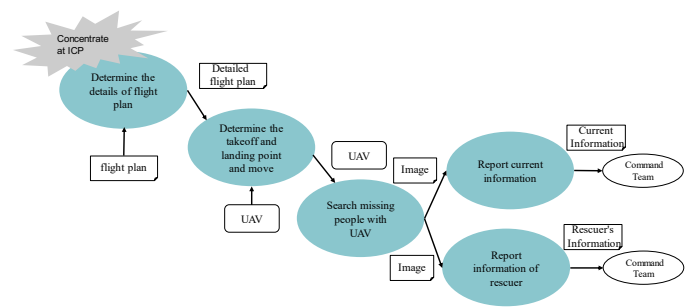 Concentrate
at ICP
Determine the
details of flight
plan
Detailed
flight plan
flight plan
Determine the
takeoff and
landing point
and move
UAV
UAV
Search missing
people with
UAV
Image
Report current
information
Current
Information
Command
Team
Image
Report
information of
rescuer
Rescuer's
Information
Command
Team